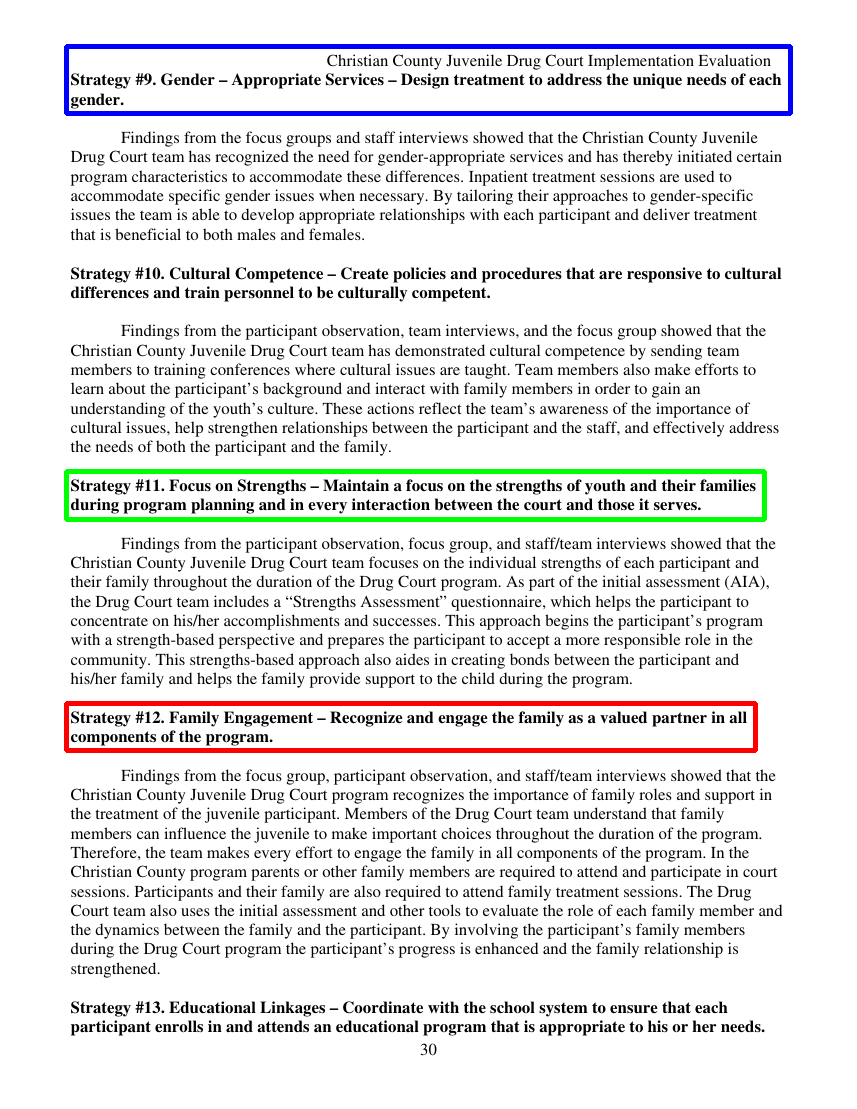 Christian County Juvenile Drug Court Implementation Evaluation
Strategy #9. Gender – Appropriate Services – Design treatment to address the unique needs of each
gender.
Findings from the focus groups and staff interviews showed that the Christian County Juvenile
Drug Court team has recognized the need for gender-appropriate services and has thereby initiated certain
program characteristics to accommodate these differences. Inpatient treatment sessions are used to
accommodate specific gender issues when necessary. By tailoring their approaches to gender-specific
issues the team is able to develop appropriate relationships with each participant and deliver treatment
that is beneficial to both males and females.
Strategy #10. Cultural Competence – Create policies and procedures that are responsive to cultural
differences and train personnel to be culturally competent.
Findings from the participant observation, team interviews, and the focus group showed that the
Christian County Juvenile Drug Court team has demonstrated cultural competence by sending team
members to training conferences where cultural issues are taught. Team members also make efforts to
learn about the participant's background and interact with family members in order to gain an
understanding of the youth's culture. These actions reflect the team's awareness of the importance of
cultural issues, help strengthen relationships between the participant and the staff, and effectively address
the needs of both the participant and the family.
Strategy #11. Focus on Strengths – Maintain a focus on the strengths of youth and their families
during program planning and in every interaction between the court and those it serves.
Findings from the participant observation, focus group, and staff/team interviews showed that the
Christian County Juvenile Drug Court team focuses on the individual strengths of each participant and
their family throughout the duration of the Drug Court program. As part of the initial assessment (AIA),
the Drug Court team includes a “Strengths Assessment” questionnaire, which helps the participant to
concentrate on his/her accomplishments and successes. This approach begins the participant's program
with a strength-based perspective and prepares the participant to accept a more responsible role in the
community. This strengths-based approach also aides in creating bonds between the participant and
his/her family and helps the family provide support to the child during the program.
Strategy #12. Family Engagement – Recognize and engage the family as a valued partner in all
components of the program.
Findings from the focus group, participant observation, and staff/team interviews showed that the
Christian County Juvenile Drug Court program recognizes the importance of family roles and support in
the treatment of the juvenile participant. Members of the Drug Court team understand that family
members can influence the juvenile to make important choices throughout the duration of the program.
Therefore, the team makes every effort to engage the family in all components of the program. In the
Christian County program parents or other family members are required to attend and participate in court
sessions. Participants and their family are also required to attend family treatment sessions. The Drug
Court team also uses the initial assessment and other tools to evaluate the role of each family member and
the dynamics between the family and the participant. By involving the participant's family members
during the Drug Court program the participant's progress is enhanced and the family relationship is
strengthened.
Strategy #13. Educational Linkages – Coordinate with the school system to ensure that each
participant enrolls in and attends an educational program that is appropriate to his or her needs.
30